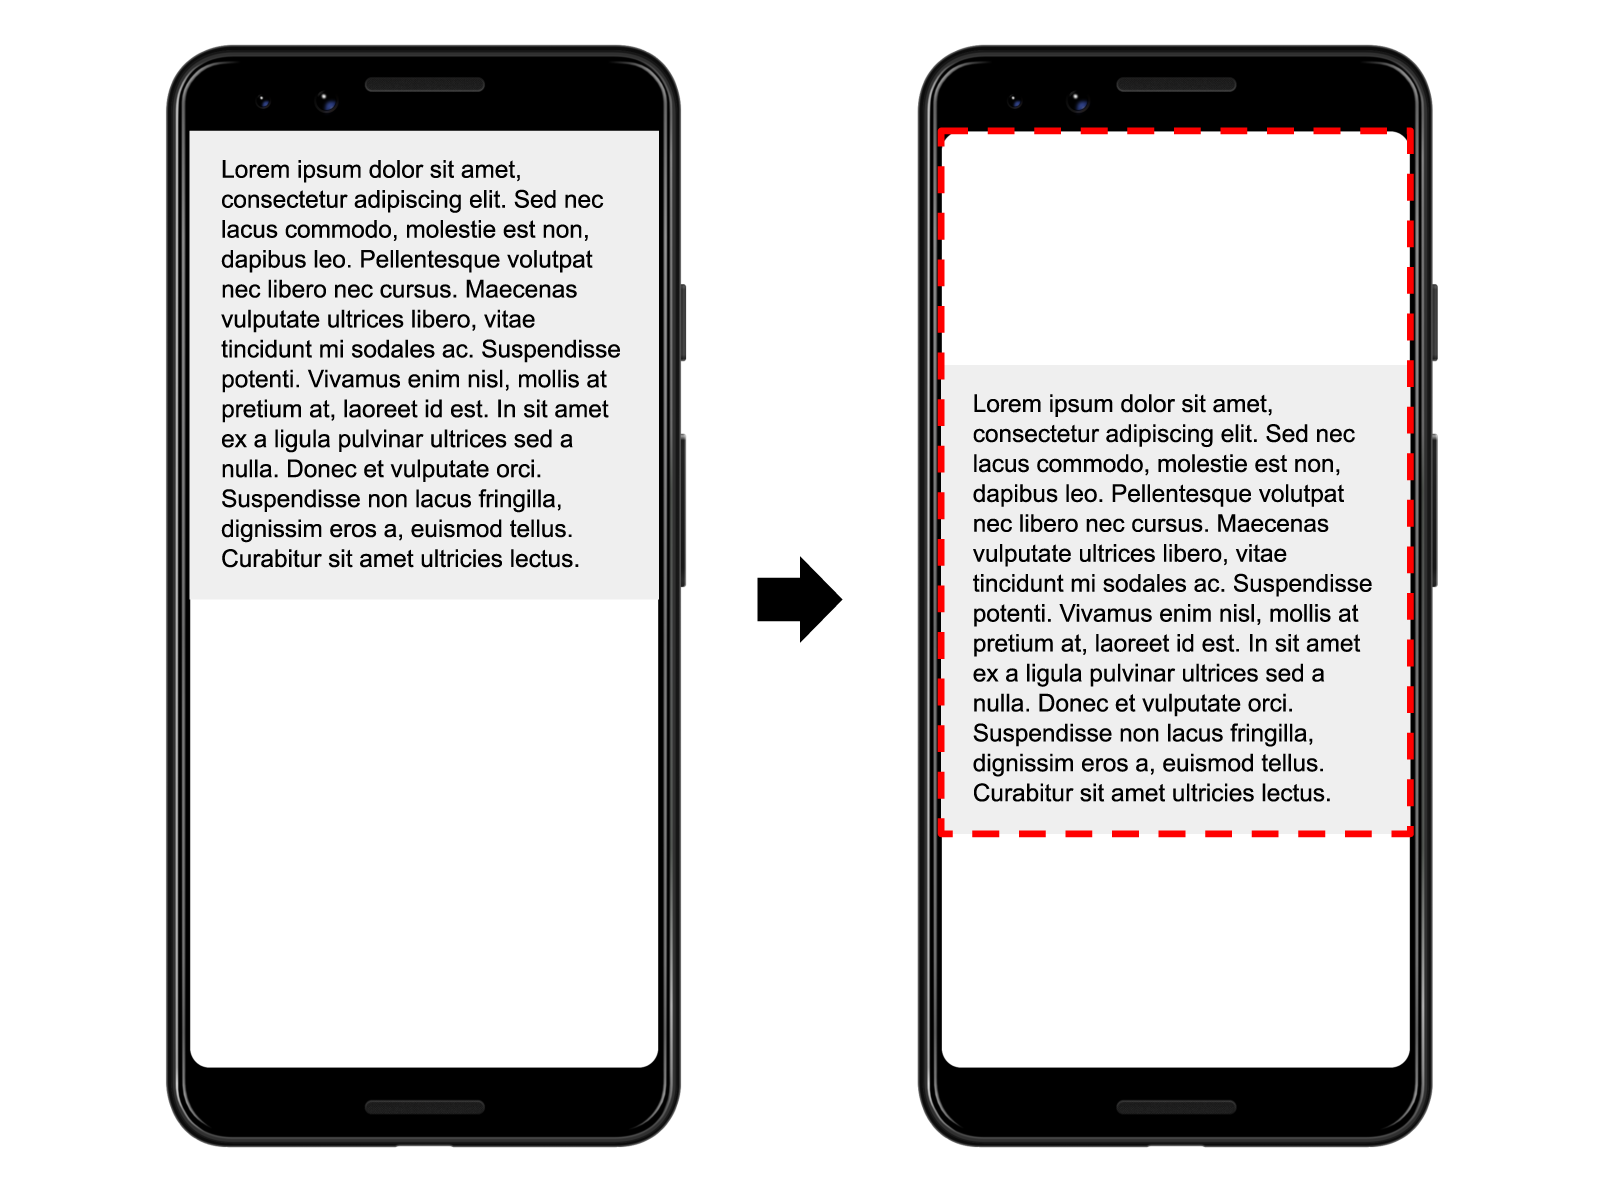 Lorem ipsum dolor sit amet,
consectetur adipiscing elit. Sed nec
lacus commodo, molestie est non,
dapibus leo. Pellentesque volutpat
nec libero nec cursus. Maecenas
vulputate ultrices libero, vitae
tincidunt mi sodales ac. Suspendisse
potenti. Vivamus enim nisl, mollis at
pretium at, laoreet id est. In sit amet
ex a ligula pulvinar ultrices sed a
nulla. Donec et vulputate orci.
Suspendisse non lacus fringilla,
dignissim eros a, euismod tellus.
Curabitur sit amet ultricies lectus.
Lorem ipsum dolor sit amet,
consectetur adipiscing elit. Sed nec
lacus commodo, molestie est non,
dapibus leo. Pellentesque volutpat
nec libero nec cursus. Maecenas
vulputate ultrices libero, vitae
tincidunt mi sodales ac. Suspendisse
potenti. Vivamus enim nisl, mollis at
pretium at, laoreet id est. In sit amet
ex a ligula pulvinar ultrices sed a
nulla. Donec et vulputate orci.
Suspendisse non lacus fringilla,
dignissim eros a, euismod tellus.
Curabitur sit amet ultricies lectus.